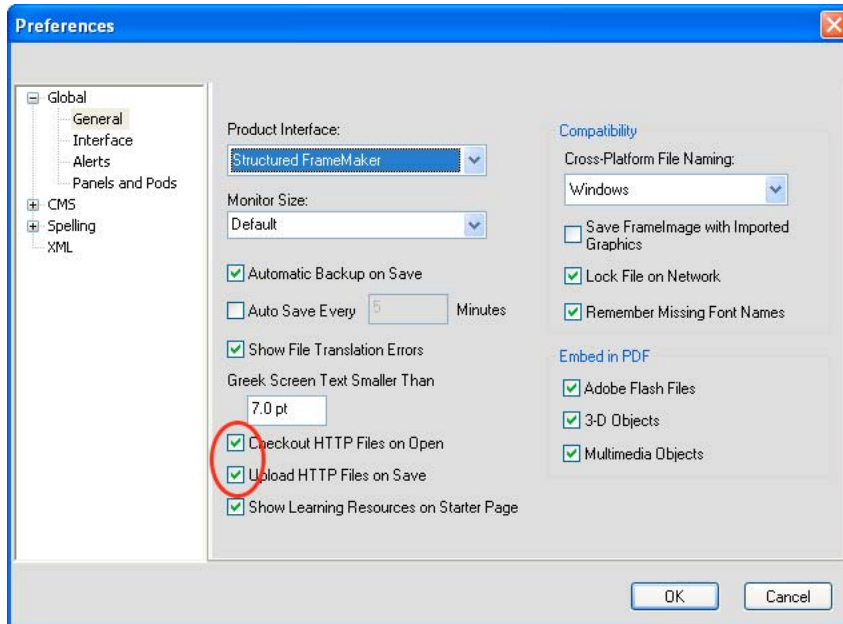 Preferences
Global
General
Interface
Alerts
Panels and Pods
CMS
Spelling
XML
Product Interface:
Structured FrameMaker
Monitor Size:
Default
Automatic Backup on Save
Auto Save Every 5 Minutes
Show File Translation Errors
Greek Screen Text Smaller Than
7.0 pt
Checkout HTTP Files on Open
Upload HTTP Files on Save
Show Learning Resources on Starter Page
Compatibility
Cross-Platform File Naming:
Windows
Save FrameImage with Imported
Graphics
Lock File on Network
Remember Missing Font Names
Embed in PDF
Adobe Flash Files
3-D Objects
Multimedia Objects
OK
Cancel